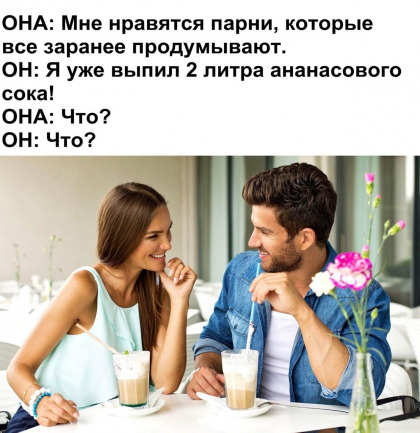 ОНА: Мне нравятся парни, которые
все заранее продумывают.
ОН: Я уже выпил 2 литра ананасового
сока!
ОНА: Что?
ОН: Что?